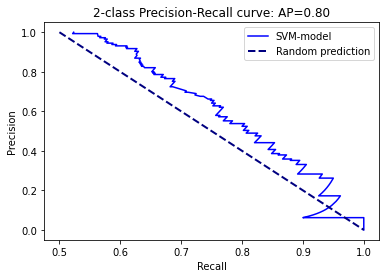 2-class Precision-Recall curve: AP=0.80
SVM-model
Random prediction
Precision
1.0
0.8
0.6
0.4
0.2
0.0
0.5 0.6 0.7 0.8 0.9 1.0
Recall